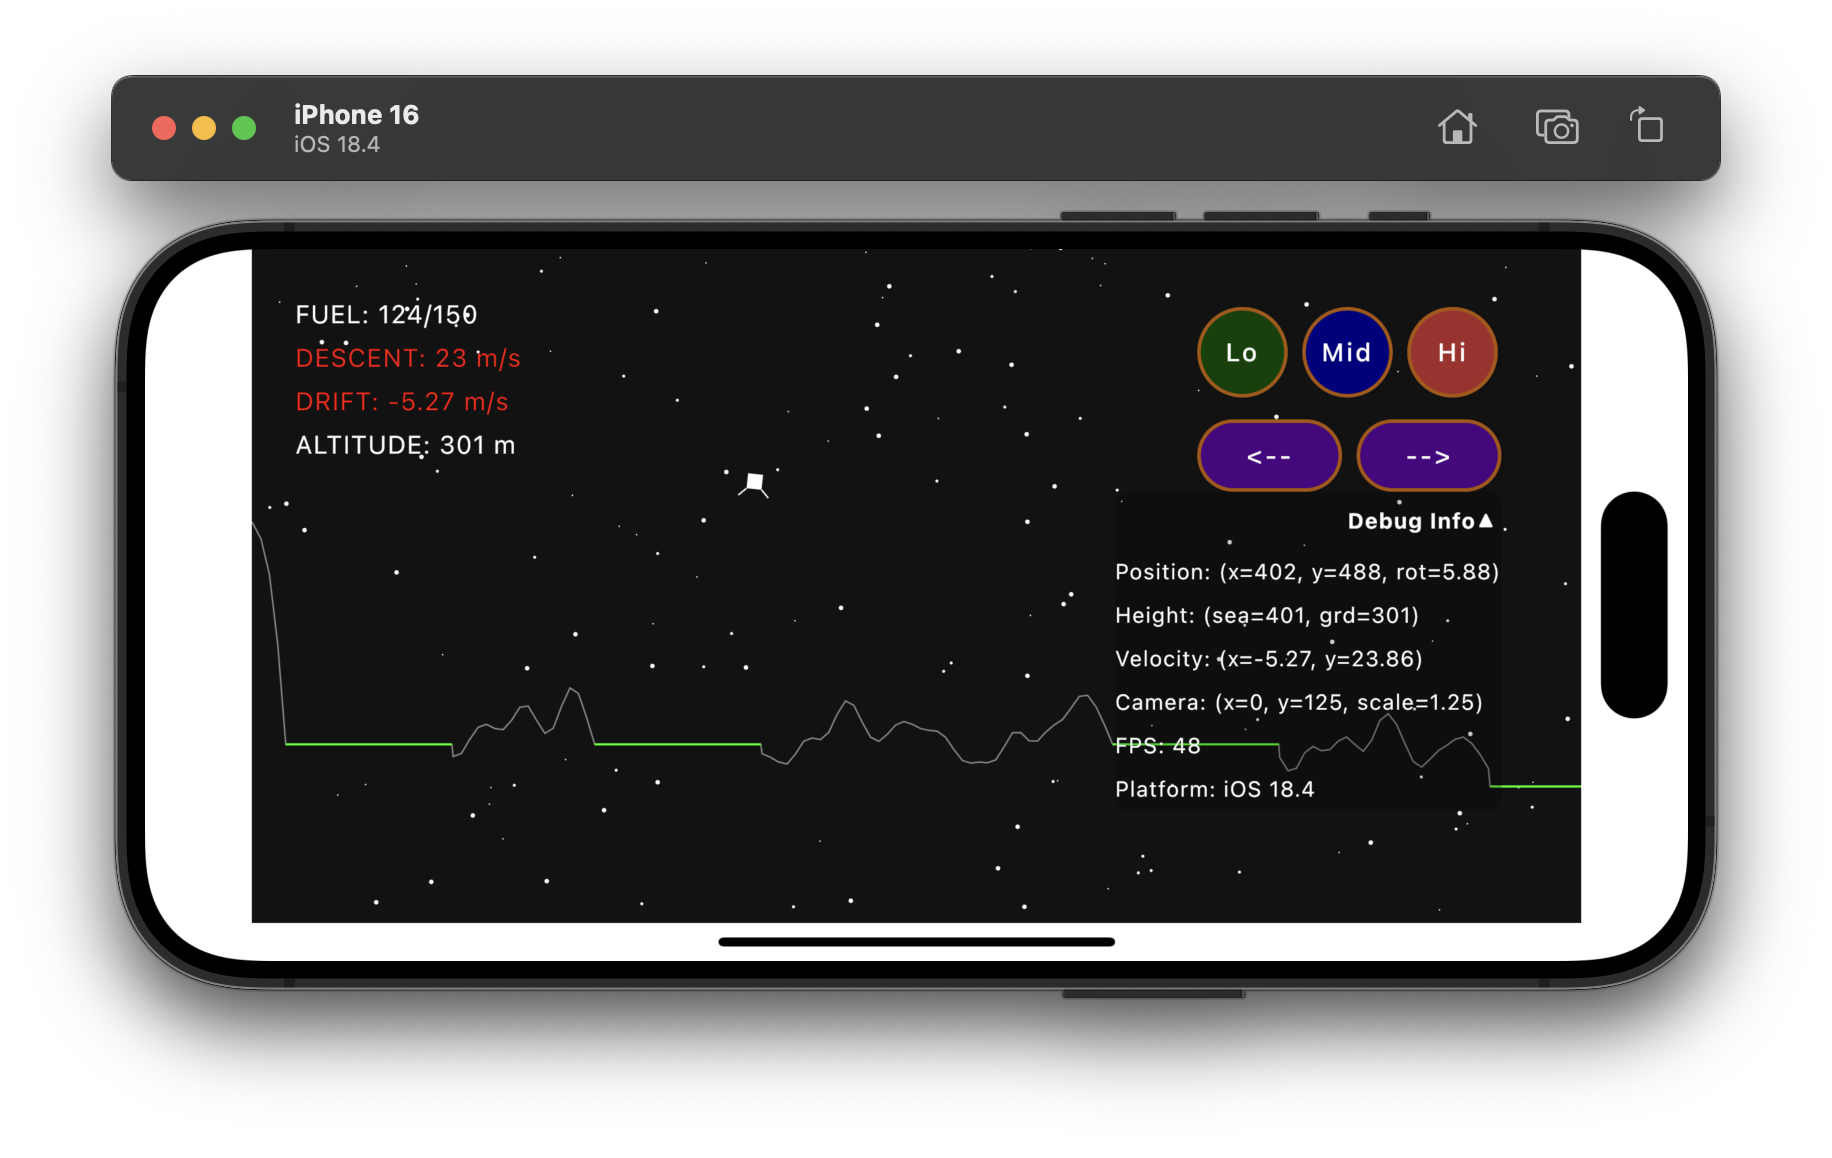 iPhone 16
iOS 18.4
FUEL: 124/150
DESCENT: 23 m/s
DRIFT: -5.27 m/s
ALTITUDE: 301 m
Lo Mid Hi
<-- -->
Debug Info▲
Position: (x=402, y=488, rot=5.88)
Height: (sea=401, grd=301)
Velocity: (x=-5.27, y=23.86)
Camera: (x=0, y=125, scale=1.25)
FPS: 48
Platform: iOS 18.4